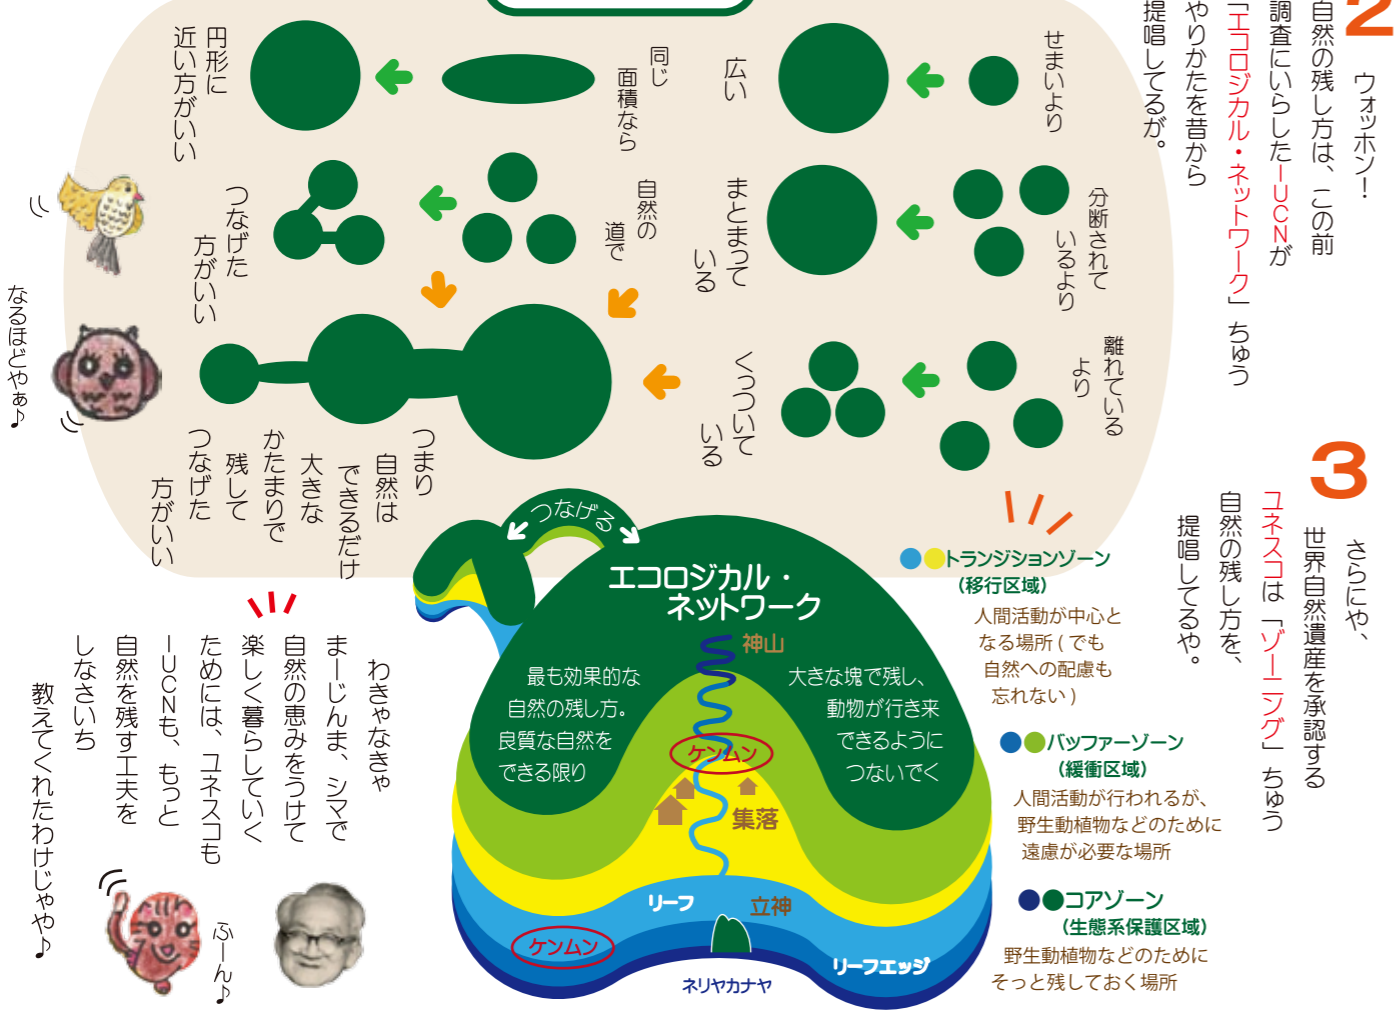 2
ウォッホン！
自然の残し方は、この前
調査にいらしたIUCNが
「エコロジカル・ネットワーク」ちゅう
やりかたを昔から
提唱してるが。
せまいより
広い
同じ
面積なら
円形に
近い方がいい
分断されて
いるより
まとまって
いる
自然の
道で
つなげた
方がいい
離れている
より
くっついて
いる
つまり
自然は
できるだけ
大きな
かたまりで
残して
つなげた
方がいい
なるほどやぁ♪
3
さらにや、
世界自然遺産を承認する
ユネスコは「ゾーニング」ちゅう
自然の残し方を、
提唱してるや。
トランジションゾーン
（移行区域）
人間活動が中心と
なる場所(でも
自然への配慮も
忘れない)
バッファーゾーン
（緩衝区域）
人間活動が行われるが、
野生動植物などのために
遠慮が必要な場所
コアゾーン
（生態系保護区域）
野生動植物などのために
そっと残しておく場所
つなげる
エコロジカル・
ネットワーク
神山
最も効果的な
自然の残し方。
良質な自然を
できる限り
大きな塊で残し、
動物が行き来
できるように
つないでく
ケンムン
集落
リーフ
立神
ケンムン
リーフエッジ
ネリヤカナヤ
わきゃなきゃ
まーじんま、シマで
自然の恵みをうけて
楽しく暮らしていく
ためには、ユネスコも
IUCNも、もっと
自然を残す工夫を
しなさいち
教えてくれたわけじゃや♪
ふーん♪